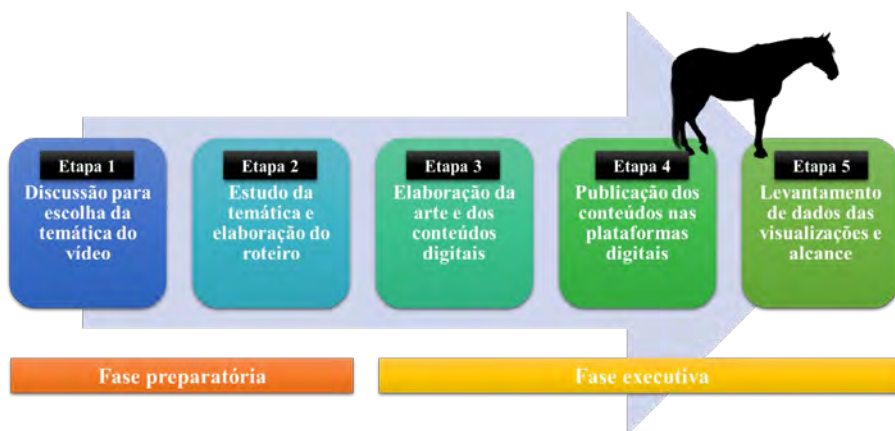 Etapa 1
Discussão para
escolha da
temática do
vídeo
Etapa 2
Estudo da
temática e
elaboração do
roteiro
Etapa 3
Elaboração da
arte e dos
conteúdos
digitais
Etapa 4
Publicação dos
conteúdos nas
plataformas
digitais
Etapa 5
Levantamento
de dados das
visualizações e
alcance
Fase preparatória
Fase executiva